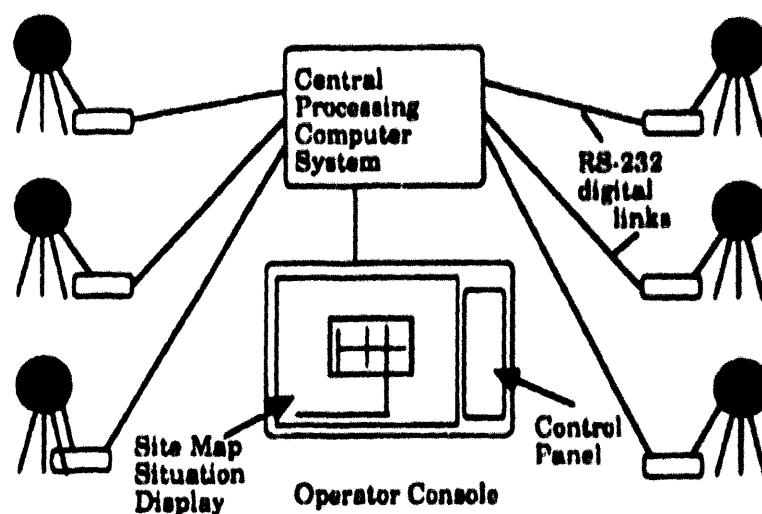 Central
Processing
Computer
System
RS-232
digital
links
Site Map
Situation
Display
Control
Panel
Operator Console